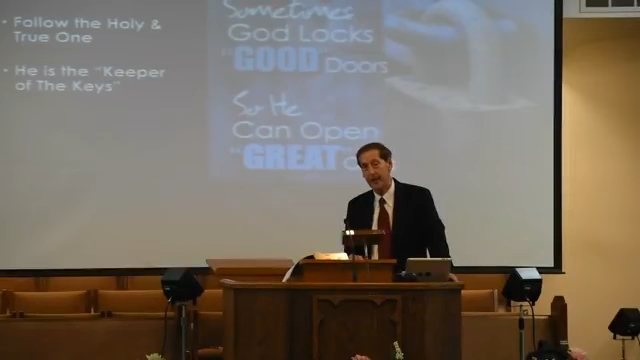 • Follow the Holy &
True One
• He is the "Keeper
of The Keys"
Sometimes
God Locks
"GOOD" Doors
So He
Can Open
"GREAT"